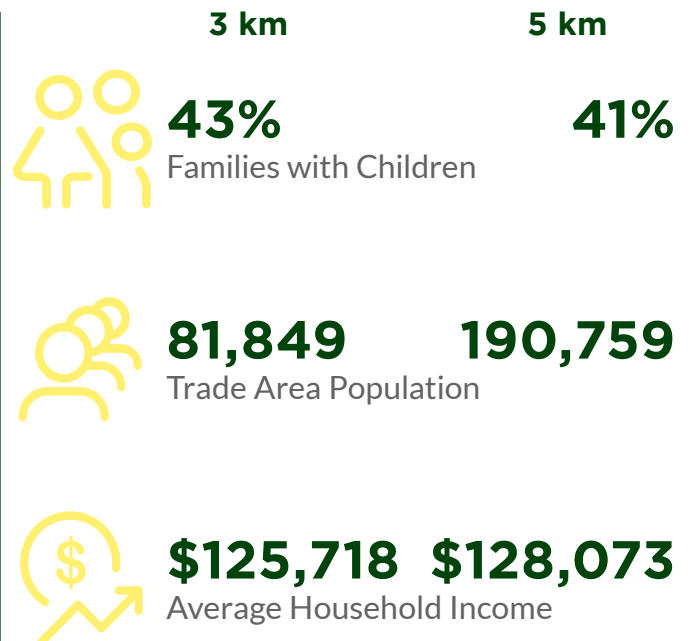 3 km 5 km
43% 41%
Families with Children
81,849 190,759
Trade Area Population
$
$125,718 $128,073
Average Household Income